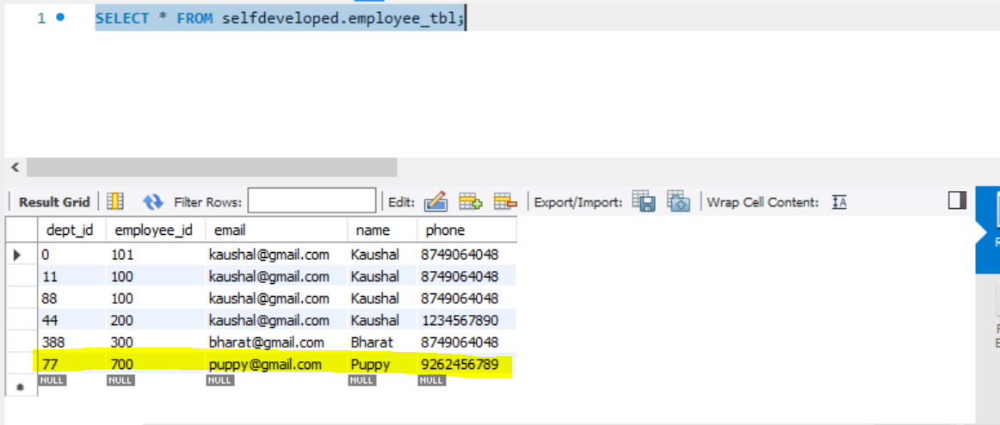 1 SELECT * FROM selfdeveloped.employee_tbl;
Result Grid Filter Rows: Edit: Export/Import: Wrap Cell Content: IA
dept_id employee_id email name phone
0 101 kaushal@gmail.com Kaushal 8749064048
11 100 kaushal@gmail.com Kaushal 8749064048
88 100 kaushal@gmail.com Kaushal 8749064048
44 200 kaushal@gmail.com Kaushal 1234567890
388 300 bharat@gmail.com Bharat 8749064048
77 700 puppy@gmail.com Puppy 9262456789
NULL NULL NULL NULL NULL